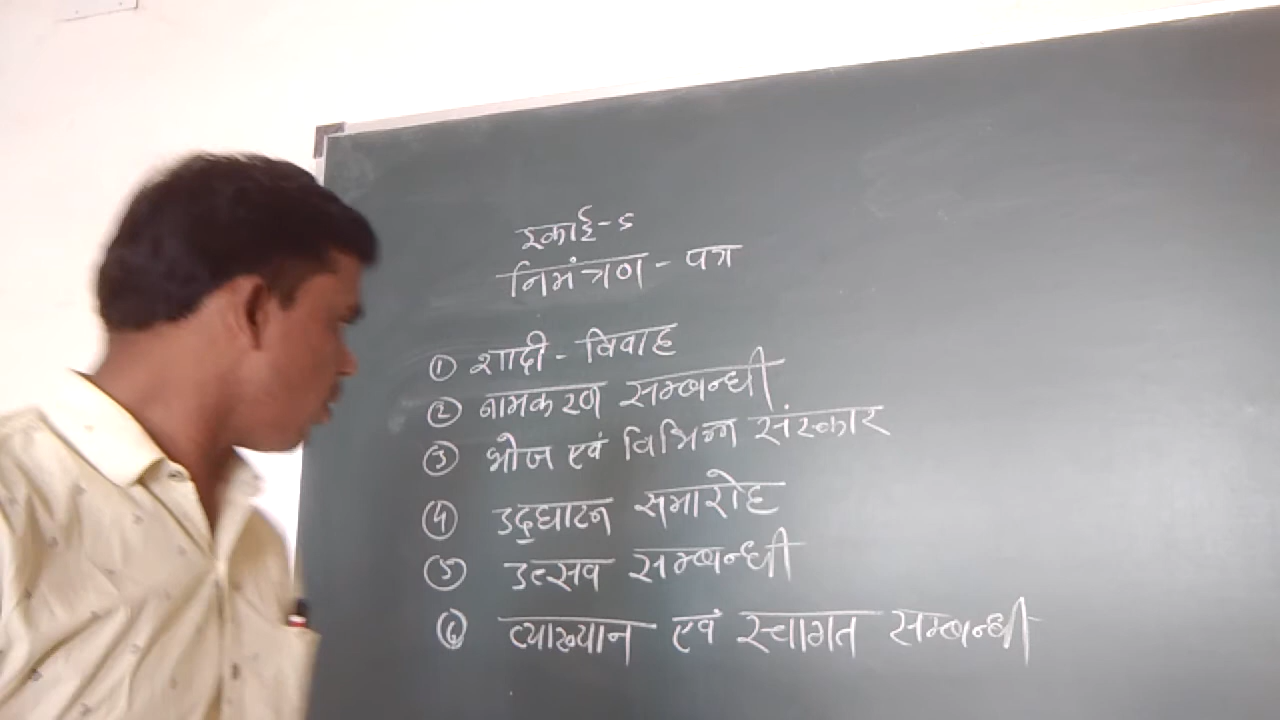 इकाई-६
निमंत्रण - पत्र
① शादी - विवाह
② नामकरण सम्बन्धी
③ भोज एवं विभिन्न संस्कार
④ उद्घाटन समारोह
⑤ उत्सव सम्बन्धी
⑥ व्याख्यान एवं स्वागत सम्बन्धी